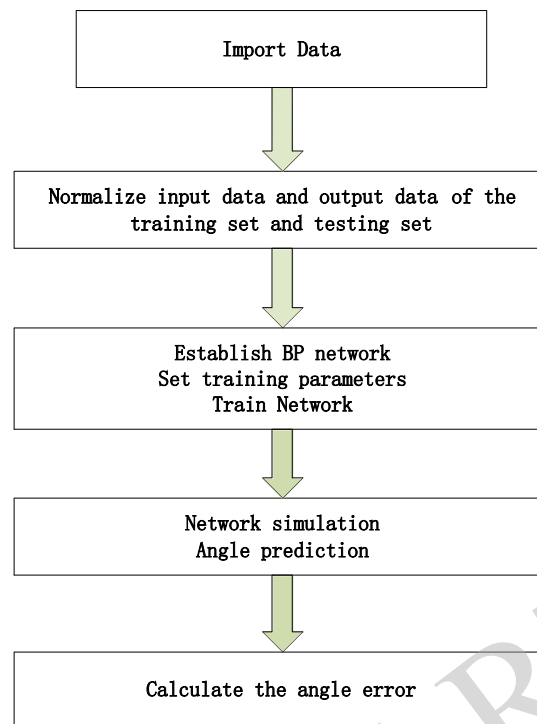 Import Data
Normalize input data and output data of the
training set and testing set
Establish BP network
Set training parameters
Train Network
Network simulation
Angle prediction
Calculate the angle error
R